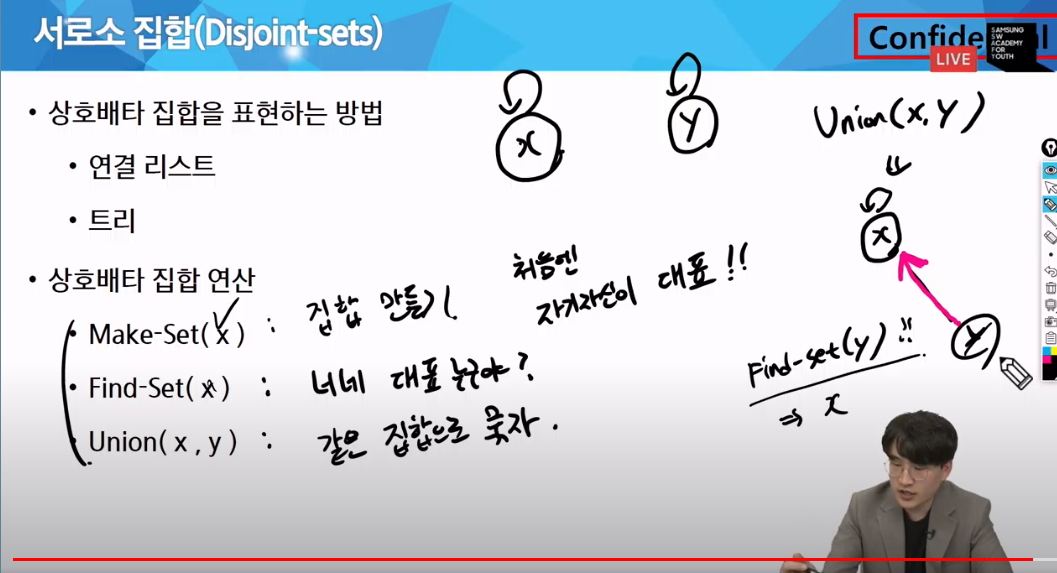 서로소 집합(Disjoint-sets)
Confide l
SAMSUNG
SW
ACADEMY
FOR
YOUTH
LIVE
• 상호배타 집합을 표현하는 방법
• 연결 리스트
• 트리
x
y
Union(x, y)
x
y
• 상호배타 집합 연산
• Make-Set( x ) : 집합 만들기.
처음엔
자기자신이 대표!!
• Find-Set( x ) : 너네 대표 누구야?
• Union( x , y ) : 같은 집합으로 묶자.
Find-set(y) !!
⇒ x